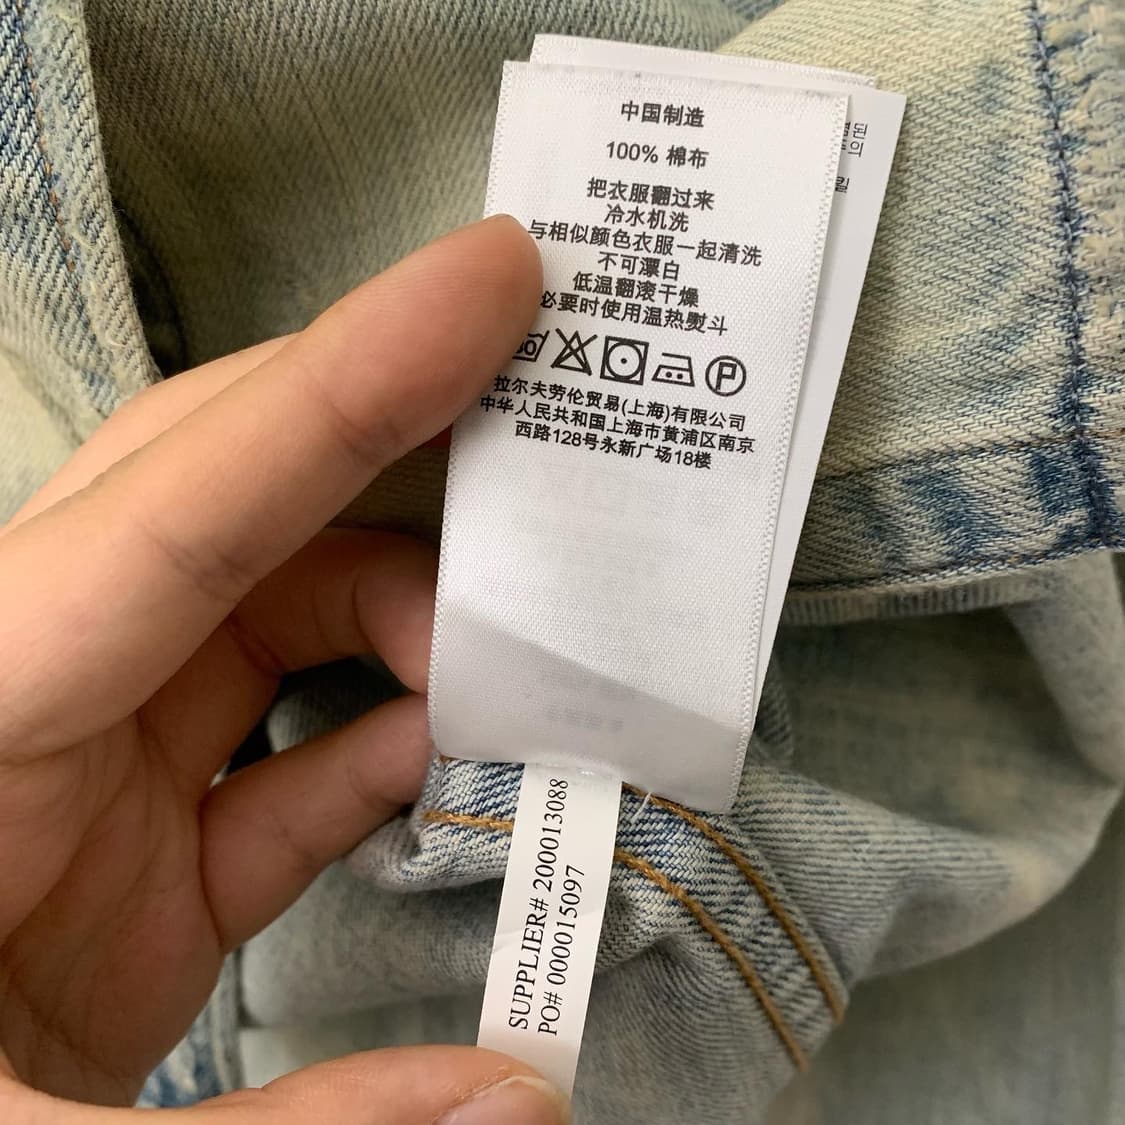 中国制造
100% 棉布
把衣服翻过来
冷水机洗
与相似颜色衣服一起清洗
不可漂白
低温翻滚干燥
必要时使用温热熨斗
P
拉尔夫劳伦贸易(上海)有限公司
中华人民共和国上海市黄浦区南京
西路128号永新广场18楼
SUPPLIER# 200013088
PO# 000015097
된
의